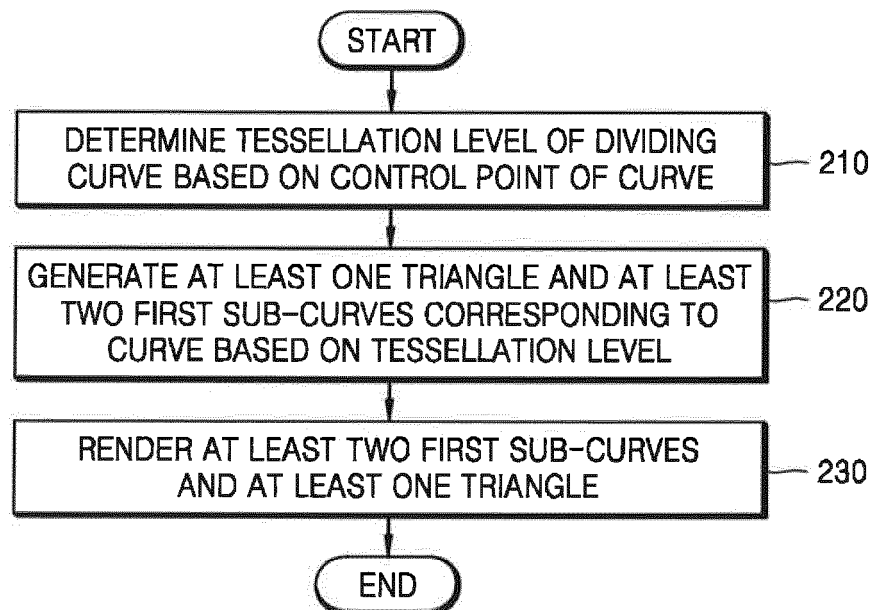 START
DETERMINE TESSELLATION LEVEL OF DIVIDING
CURVE BASED ON CONTROL POINT OF CURVE
210
GENERATE AT LEAST ONE TRIANGLE AND AT LEAST
TWO FIRST SUB-CURVES CORRESPONDING TO
CURVE BASED ON TESSELLATION LEVEL
220
RENDER AT LEAST TWO FIRST SUB-CURVES
AND AT LEAST ONE TRIANGLE
230
END